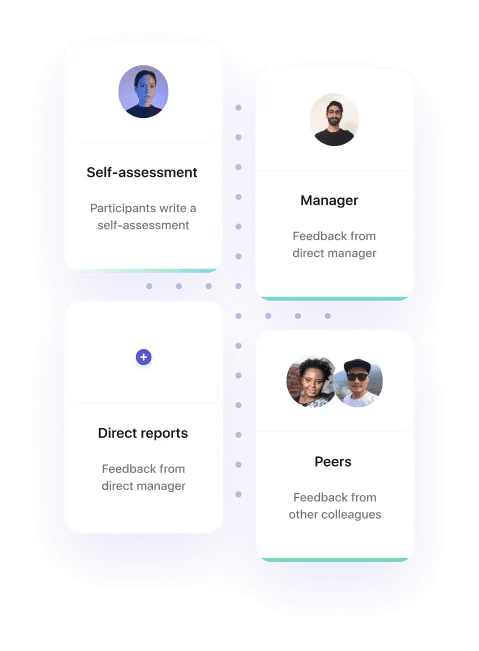 Self-assessment
Participants write a
self-assessment
Manager
Feedback from
direct manager
Direct reports
Feedback from
direct manager
Peers
Feedback from
other colleagues